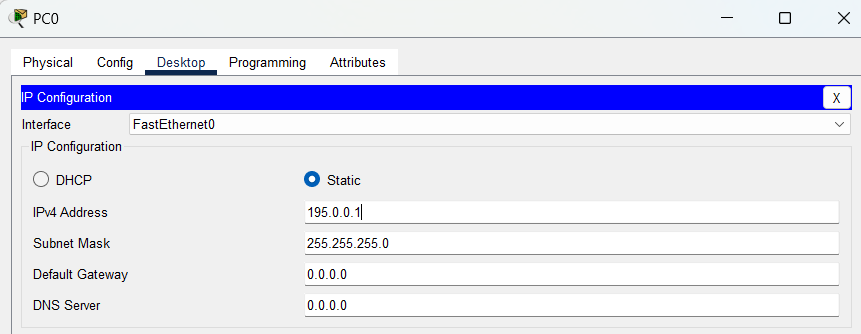 PC0
Physical Config Desktop Programming Attributes
IP Configuration X
Interface FastEthernet0
IP Configuration
DHCP Static
IPv4 Address 195.0.0.1
Subnet Mask 255.255.255.0
Default Gateway 0.0.0.0
DNS Server 0.0.0.0